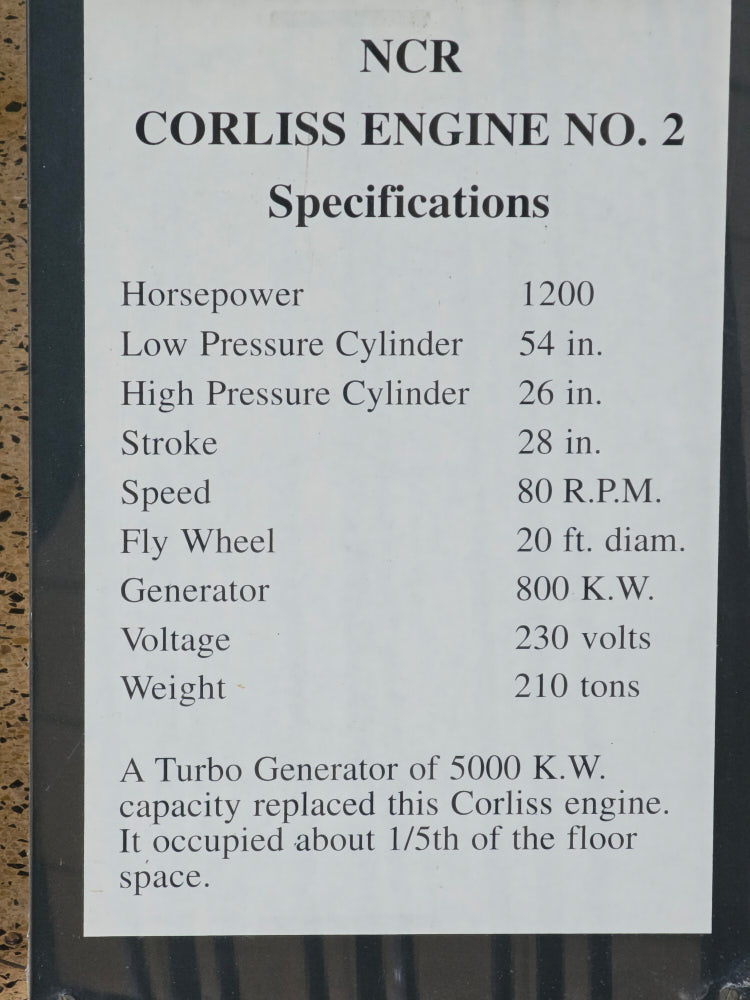 NCR
CORLISS ENGINE NO. 2
Specifications
Horsepower 1200
Low Pressure Cylinder 54 in.
High Pressure Cylinder 26 in.
Stroke 28 in.
Speed 80 R.P.M.
Fly Wheel 20 ft. diam.
Generator 800 K.W.
Voltage 230 volts
Weight 210 tons
A Turbo Generator of 5000 K.W.
capacity replaced this Corliss engine.
It occupied about 1/5th of the floor
space.